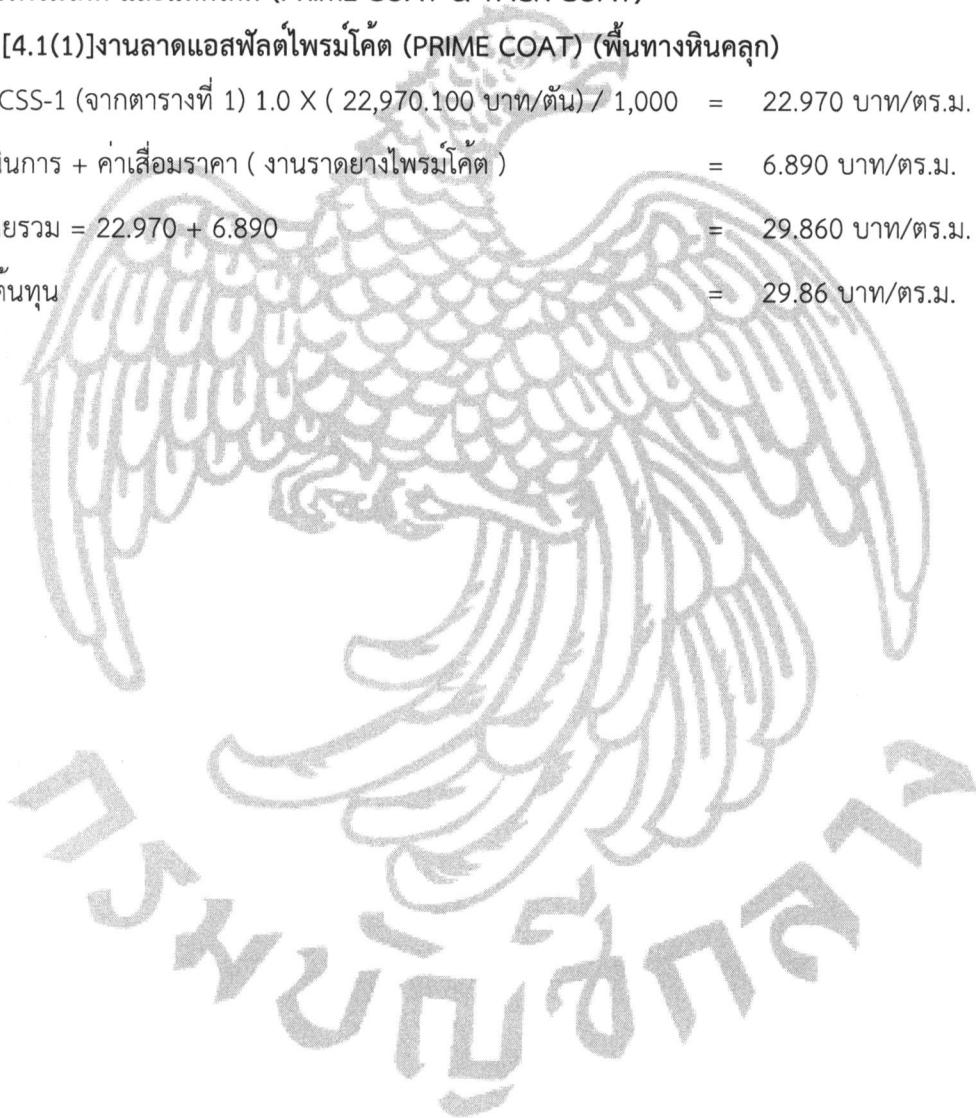 (PRIME COAT & TACK COAT)
[4.1(1)]งานลาดแอสฟัลต์ไพรม์โค้ต (PRIME COAT) (พื้นทางหินคลุก)
CSS-1 (จากตารางที่ 1) 1.0 X ( 22,970.100 บาท/ตัน) / 1,000 = 22.970 บาท/ตร.ม.
นินการ + ค่าเสื่อมราคา ( งานราดยางไพรม์โค้ต ) = 6.890 บาท/ตร.ม.
ยรวม = 22.970 + 6.890 = 29.860 บาท/ตร.ม.
ต้นทุน = 29.86 บาท/ตร.ม.
กรมบัญชีกลาง